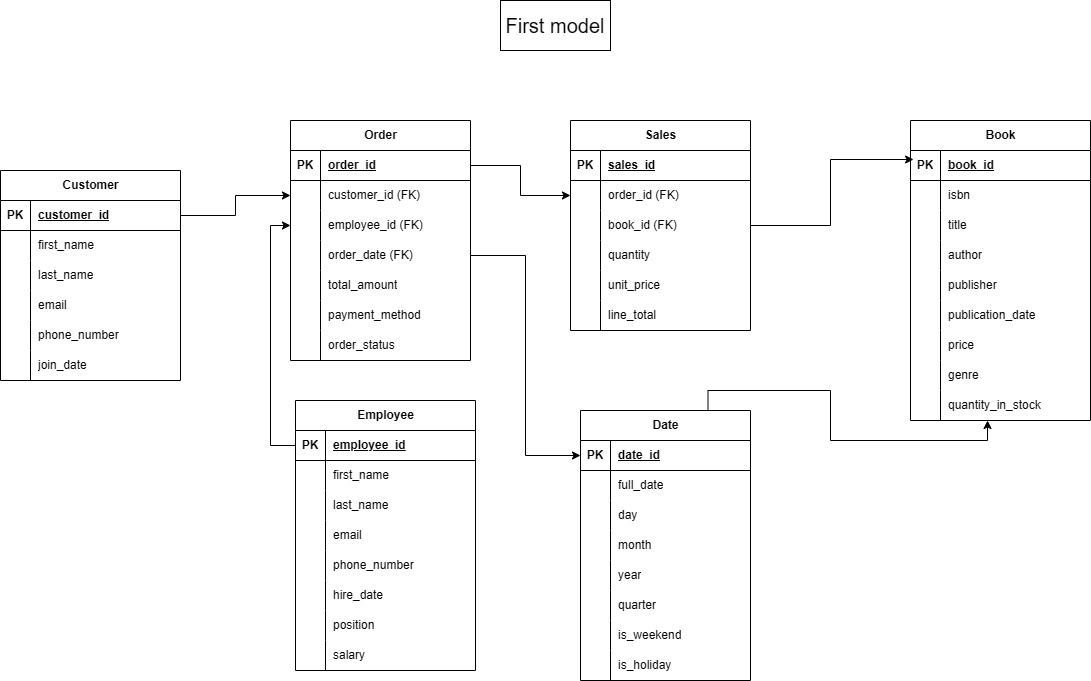 First model
Customer
PK customer_id
first_name
last_name
email
phone_number
join_date
Order
PK order_id
customer_id (FK)
employee_id (FK)
order_date (FK)
total_amount
payment_method
order_status
Sales
PK sales_id
order_id (FK)
book_id (FK)
quantity
unit_price
line_total
Book
PK book_id
isbn
title
author
publisher
publication_date
price
genre
quantity_in_stock
Employee
PK employee_id
first_name
last_name
email
phone_number
hire_date
position
salary
Date
PK date_id
full_date
day
month
year
quarter
is_weekend
is_holiday